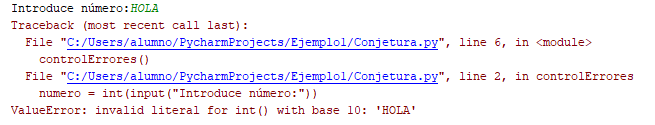 Introduce número:HOLA
Traceback (most recent call last):
  File "C:/Users/alumno/PycharmProjects/Ejemplo1/Conjetura.py", line 6, in <module>
    controlErrores()
  File "C:/Users/alumno/PycharmProjects/Ejemplo1/Conjetura.py", line 2, in controlErrores
    numero = int(input("Introduce número:"))
ValueError: invalid literal for int() with base 10: 'HOLA'